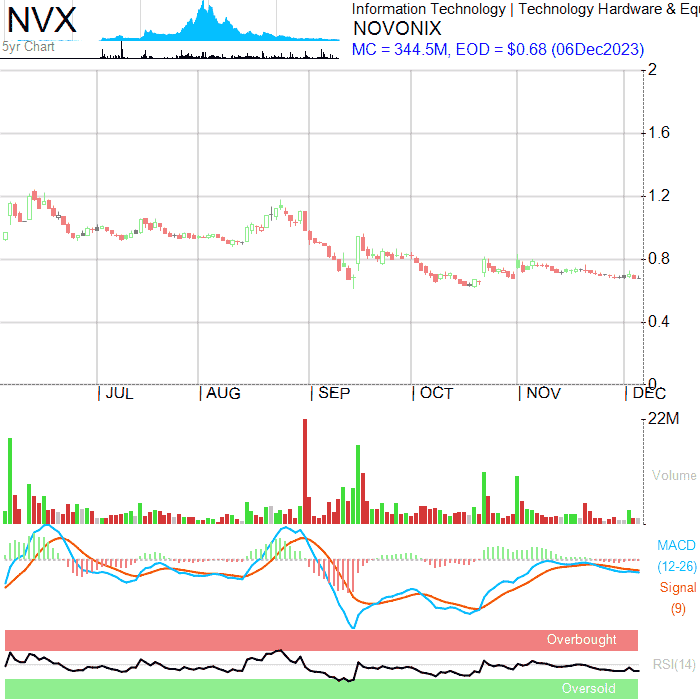 NVX
5yr Chart
Information Technology | Technology Hardware & Equ
NOVONIX
MC = 344.5M, EOD = $0.68 (06Dec2023)
2
1.6
1.2
0.8
0.4
0
| JUL | AUG | SEP | OCT | NOV | DEC
22M
Volume
MACD
(12-26)
Signal
(9)
Overbought
RSI(14)
Oversold